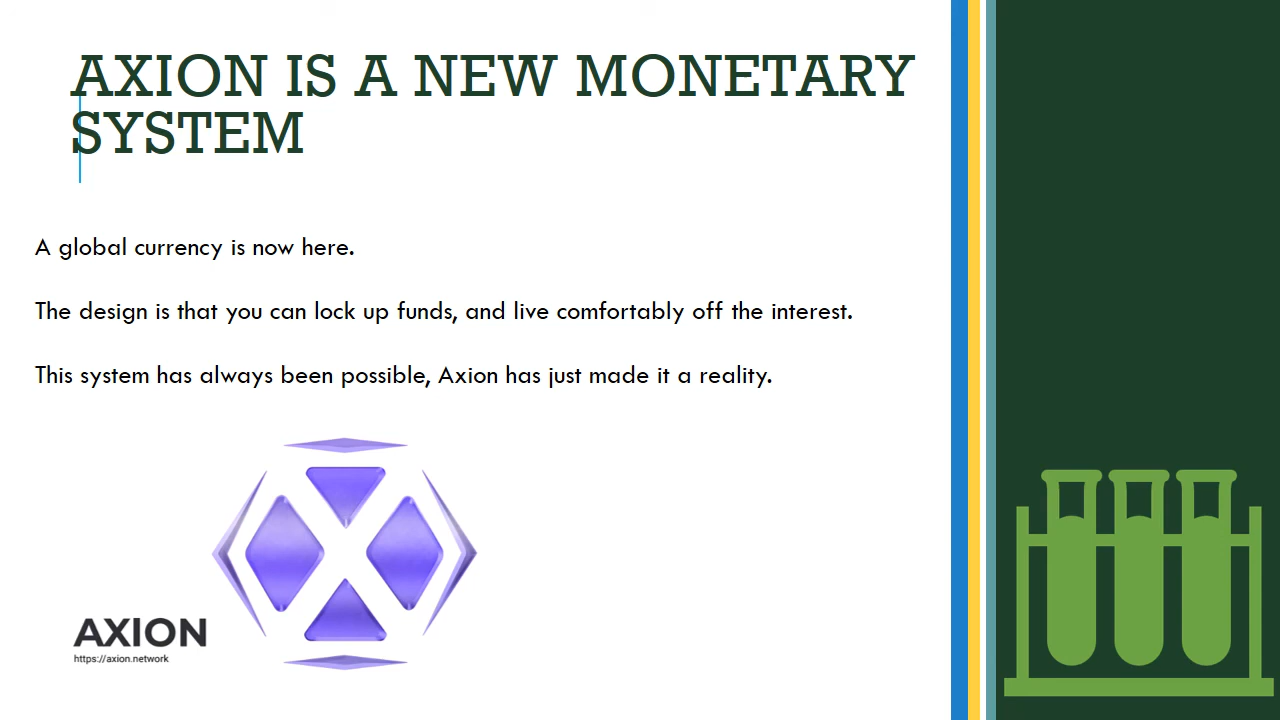 AXION IS A NEW MONETARY
SYSTEM
A global currency is now here.
The design is that you can lock up funds, and live comfortably off the interest.
This system has always been possible, Axion has just made it a reality.
AXION
https://axion.network